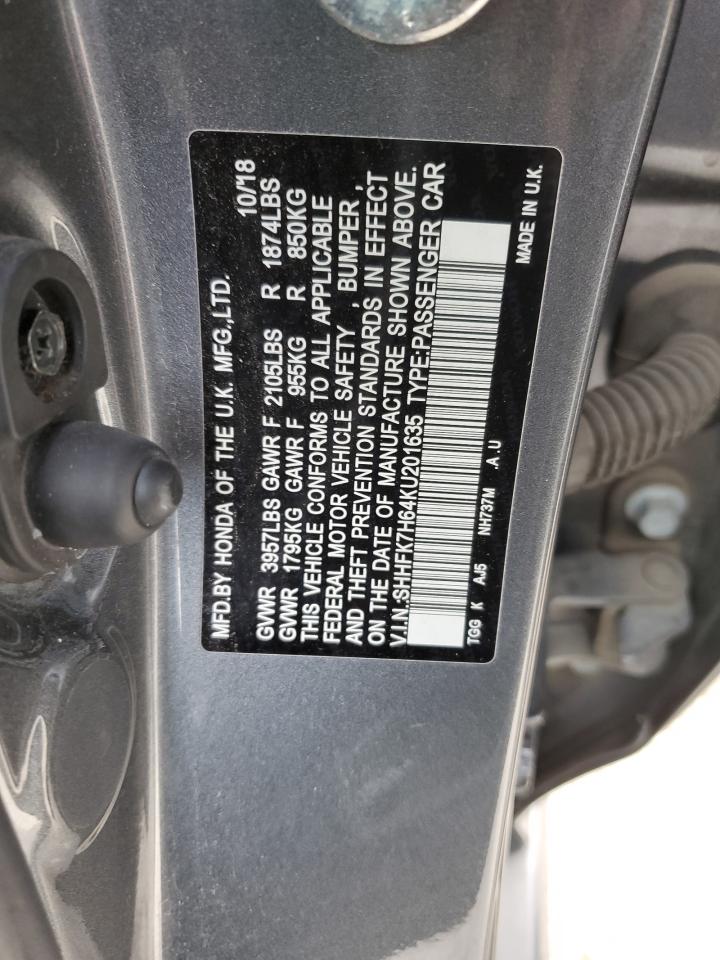 MFD.BY HONDA OF THE U.K. MFG.,LTD. 10/18
GVWR 3957LBS GAWR F 2105LBS R 1874LBS
GVWR 1795KG GAWR F 955KG R 850KG
THIS VEHICLE CONFORMS TO ALL APPLICABLE
FEDERAL MOTOR VEHICLE SAFETY , BUMPER ,
AND THEFT PREVENTION STANDARDS IN EFFECT
ON THE DATE OF MANUFACTURE SHOWN ABOVE.
V.I.N.:SHHFK7H64KU201635 TYPE:PASSENGER CAR
TGG K AJ5 NH737M .A .U MADE IN U.K.